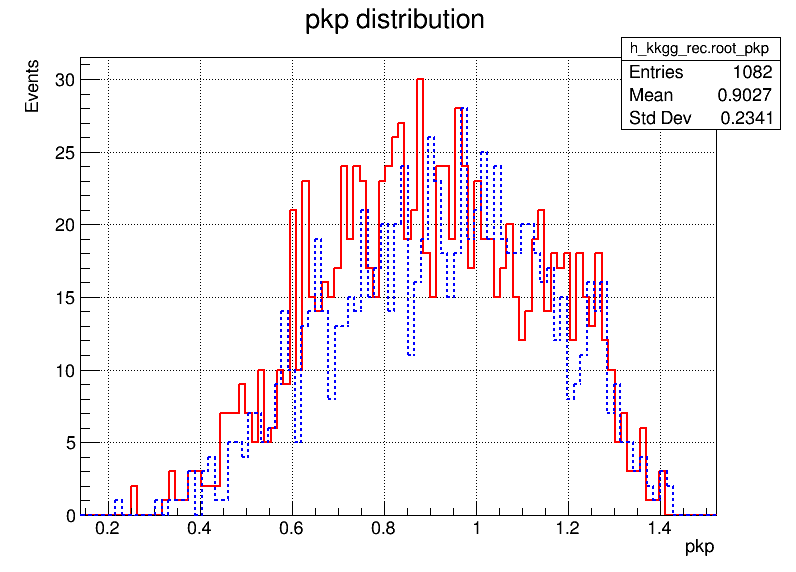 pkp distribution
h_kkgg_rec.root_pkp
Entries 1082
Mean 0.9027
Std Dev 0.2341
Events
30
25
20
15
10
5
0
0.2 0.4 0.6 0.8 1 1.2 1.4
pkp